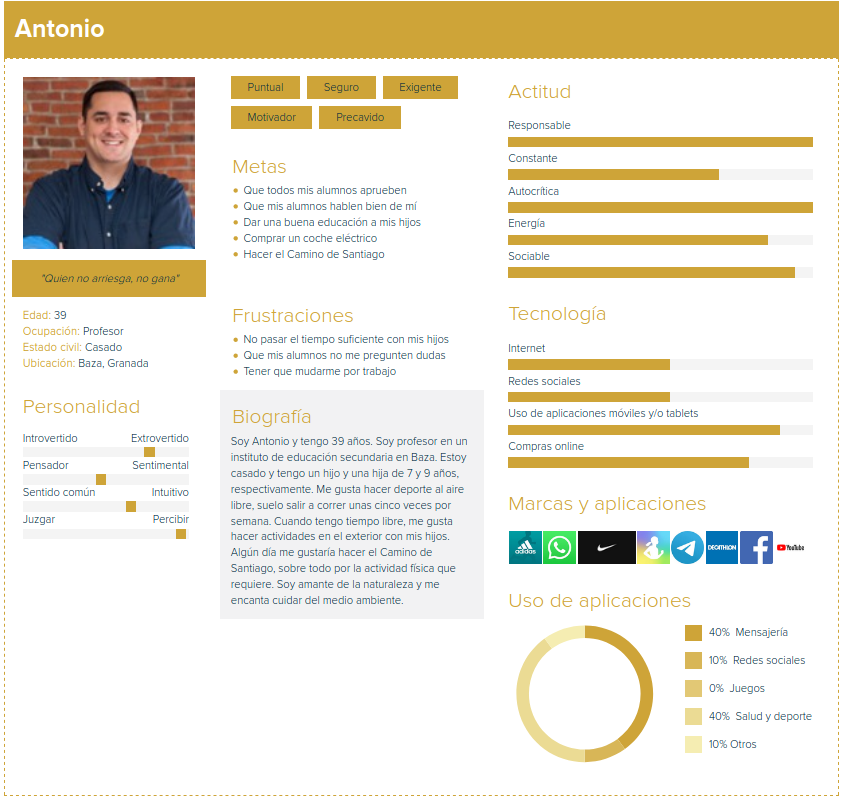 Antonio
"Quien no arriesga, no gana"
Edad: 39
Ocupación: Profesor
Estado civil: Casado
Ubicación: Baza, Granada
Personalidad
Introvertido Extrovertido
Pensador Sentimental
Sentido común Intuitivo
Juzgar Percibir
Puntual Seguro Exigente
Motivador Precavido
Metas
Que todos mis alumnos aprueben
Que mis alumnos hablen bien de mí
Dar una buena educación a mis hijos
Comprar un coche eléctrico
Hacer el Camino de Santiago
Frustraciones
No pasar el tiempo suficiente con mis hijos
Que mis alumnos no me pregunten dudas
Tener que mudarme por trabajo
Biografía
Soy Antonio y tengo 39 años. Soy profesor en un
instituto de educación secundaria en Baza. Estoy
casado y tengo un hijo y una hija de 7 y 9 años,
respectivamente. Me gusta hacer deporte al aire
libre, suelo salir a correr unas cinco veces por
semana. Cuando tengo tiempo libre, me gusta
hacer actividades en el exterior con mis hijos.
Algún día me gustaría hacer el Camino de
Santiago, sobre todo por la actividad física que
requiere. Soy amante de la naturaleza y me
encanta cuidar del medio ambiente.
Actitud
Responsable
Constante
Autocrítica
Energía
Sociable
Tecnología
Internet
Redes sociales
Uso de aplicaciones móviles y/o tablets
Compras online
Marcas y aplicaciones
adidas DECATHLON YouTube
Uso de aplicaciones
40% Mensajería
10% Redes sociales
0% Juegos
40% Salud y deporte
10% Otros